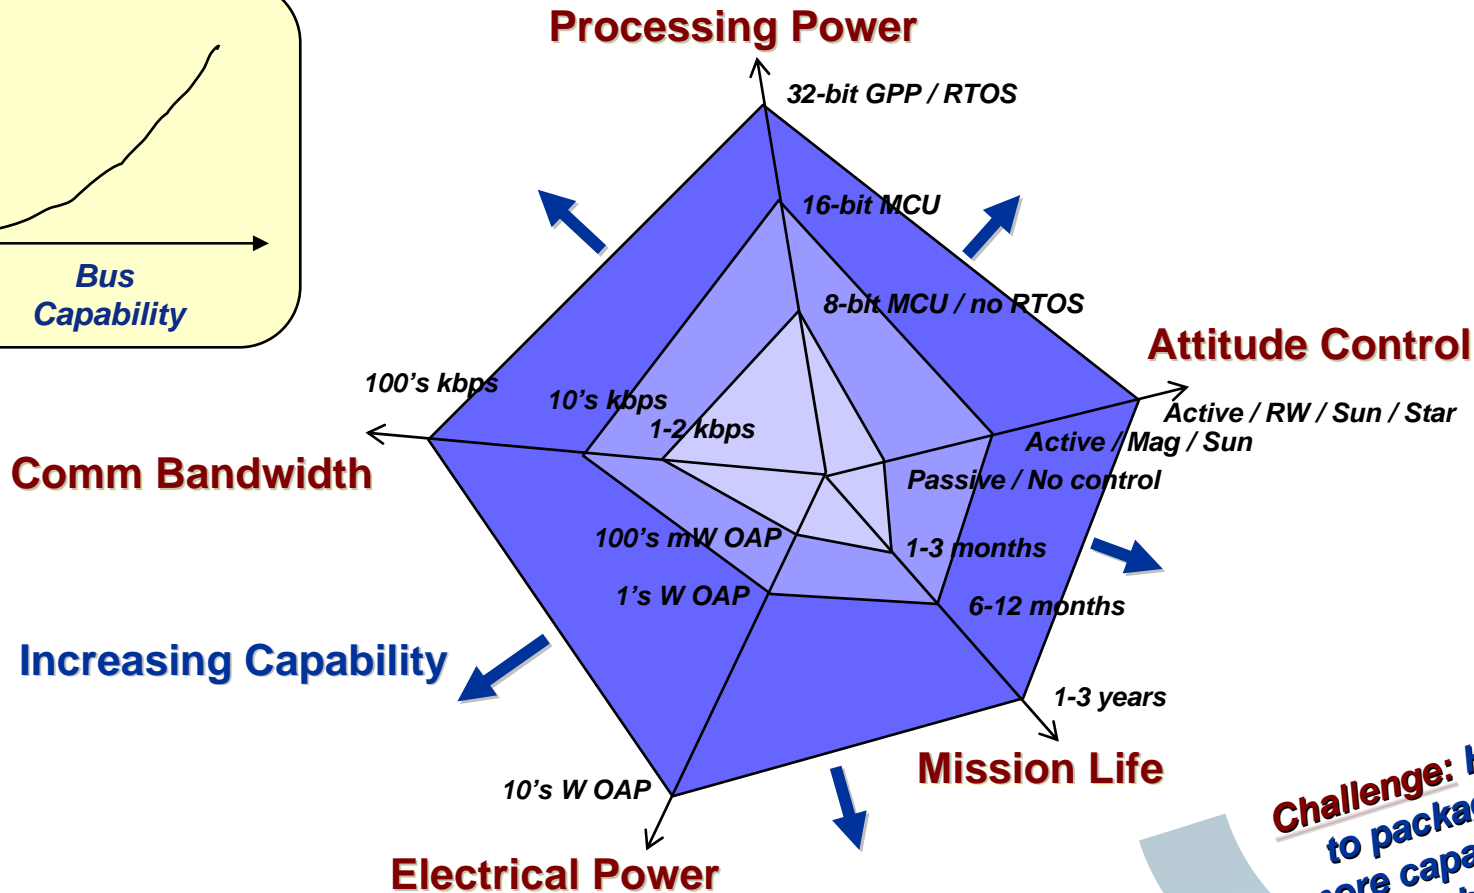 Processing Power
32-bit GPP / RTOS
16-bit MCU
8-bit MCU / no RTOS
Bus
Capability
Attitude Control
Active / RW / Sun / Star
Active / Mag / Sun
Passive / No control
100's kbps
10's kbps
1-2 kbps
Comm Bandwidth
100's mW OAP
1's W OAP
10's W OAP
1-3 months
6-12 months
1-3 years
Increasing Capability
Mission Life
Electrical Power
Challenge:
to